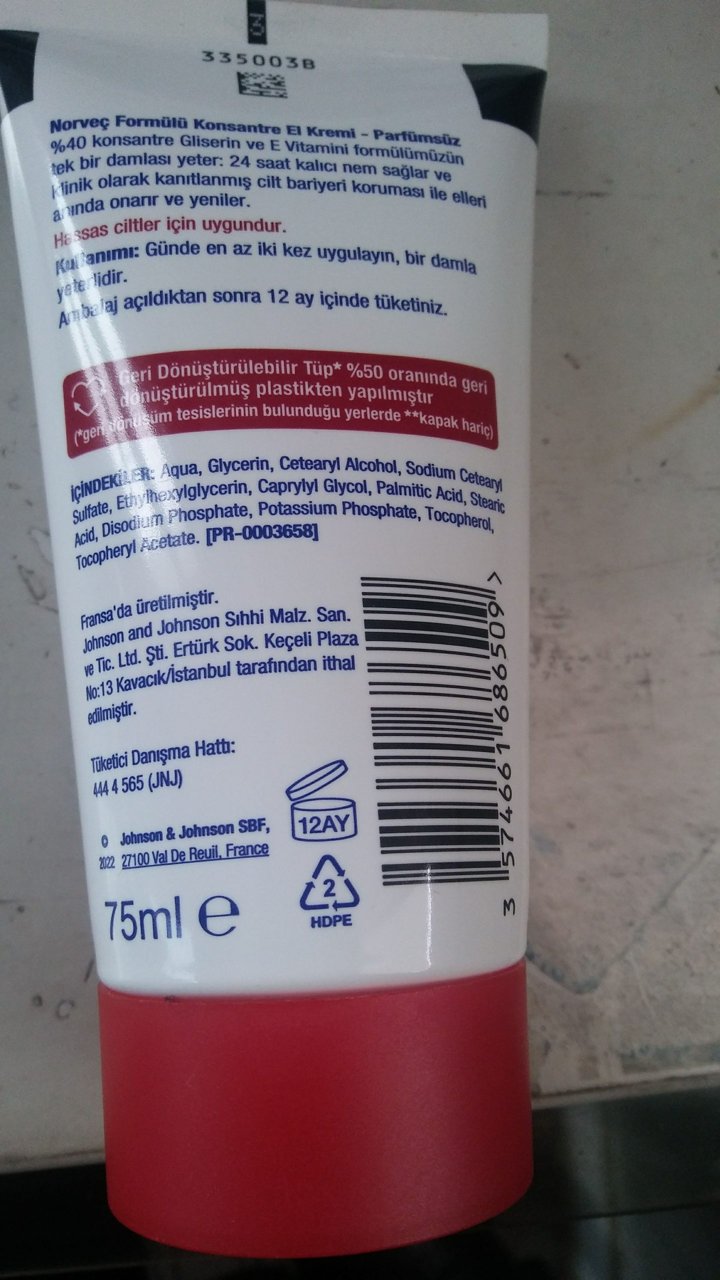 335003B
Norveç Formülü Konsantre El Kremi - Parfümsüz
%40 konsantre Gliserin ve E Vitamini formülümüzün
tek bir damlası yeter: 24 saat kalıcı nem sağlar ve
klinik olarak kanıtlanmış cilt bariyeri koruması ile elleri
anında onarır ve yeniler.
Hassas ciltler için uygundur.
Kullanımı: Günde en az iki kez uygulayın, bir damla
yeterlidir.
Ambalaj açıldıktan sonra 12 ay içinde tüketiniz.
Geri Dönüştürülebilir Tüp* %50 oranında geri
dönüştürülmüş plastikten yapılmıştır
(*geri dönüşüm tesislerinin bulunduğu yerlerde **kapak hariç)
İÇİNDEKİLER: Aqua, Glycerin, Cetearyl Alcohol, Sodium Cetearyl
Sulfate, Ethylhexylglycerin, Caprylyl Glycol, Palmitic Acid, Stearic
Acid, Disodium Phosphate, Potassium Phosphate, Tocopherol,
Tocopheryl Acetate. [PR-0003658]
Fransa'da üretilmiştir.
Johnson and Johnson Sıhhi Malz. San.
ve Tic. Ltd. Şti. Ertürk Sok. Keçeli Plaza
No:13 Kavacık/İstanbul tarafından ithal
edilmiştir.
Tüketici Danışma Hattı:
444 4 565 (JNJ)
© Johnson & Johnson SBF,
2022 27100 Val De Reuil, France
75ml e
12AY
2
HDPE
3 574661 686509 >